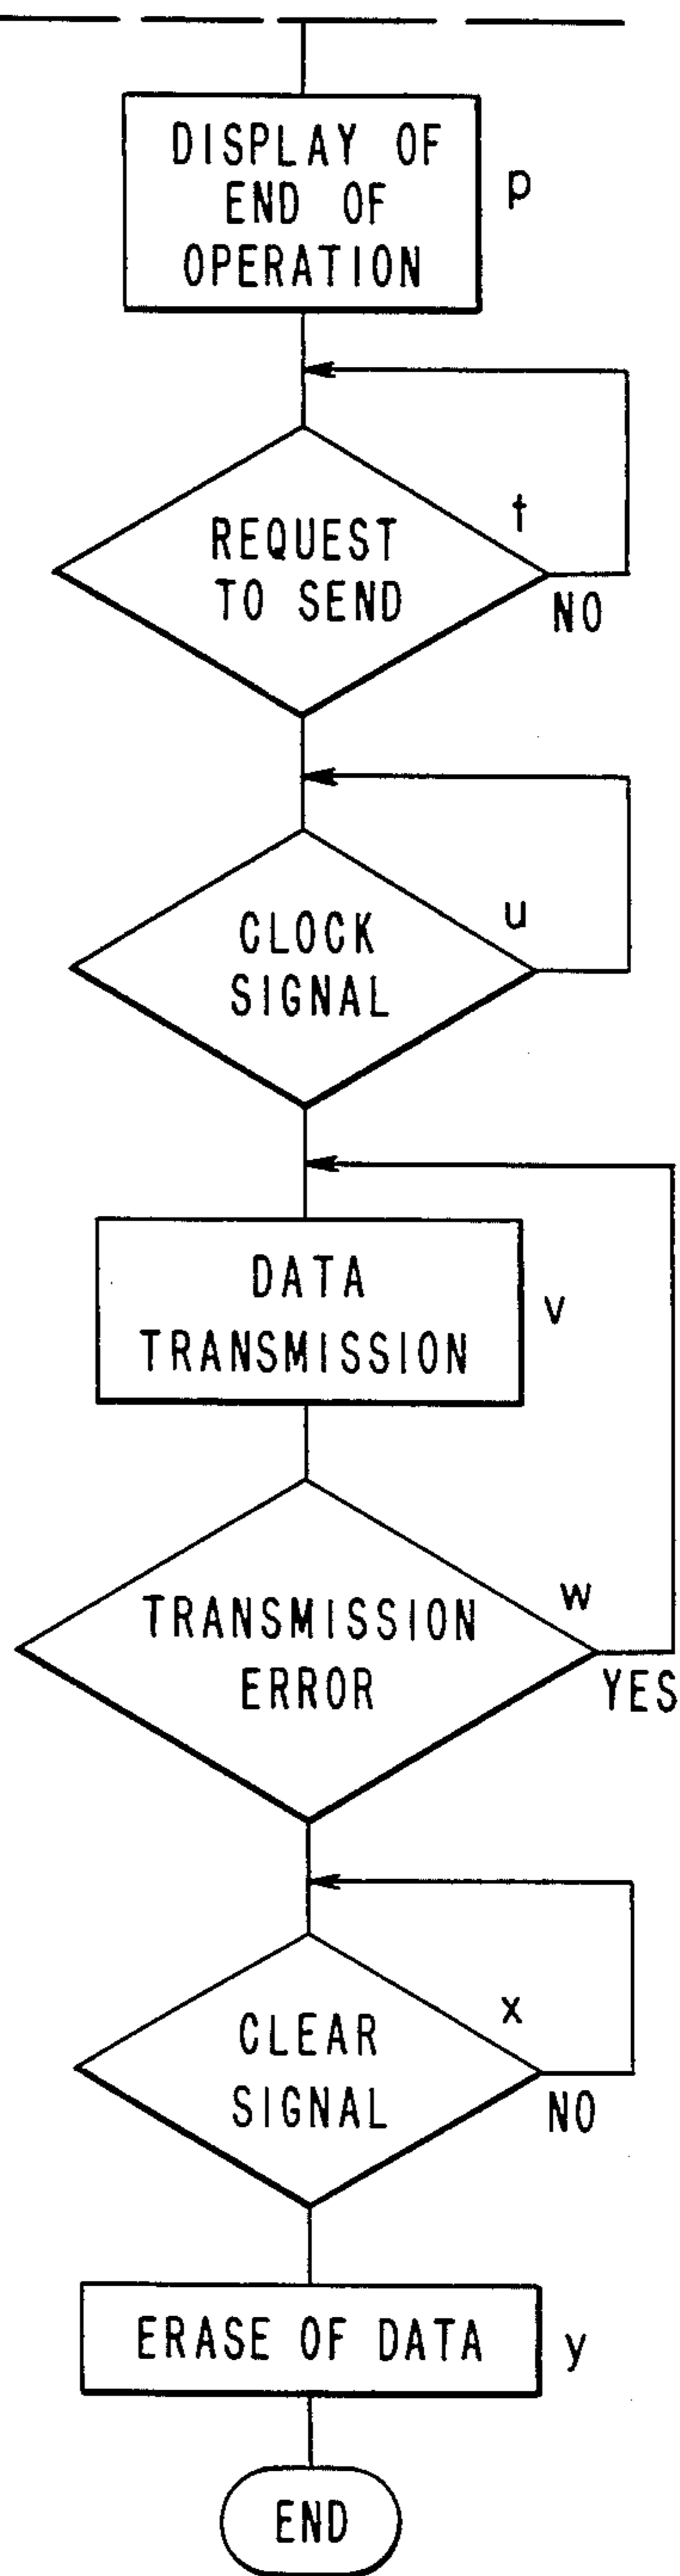 DISPLAY OF
END OF
OPERATION
p
t
REQUEST
TO SEND
NO
u
CLOCK
SIGNAL
DATA
TRANSMISSION
v
w
TRANSMISSION
ERROR
YES
x
CLEAR
SIGNAL
NO
ERASE OF DATA
y
END